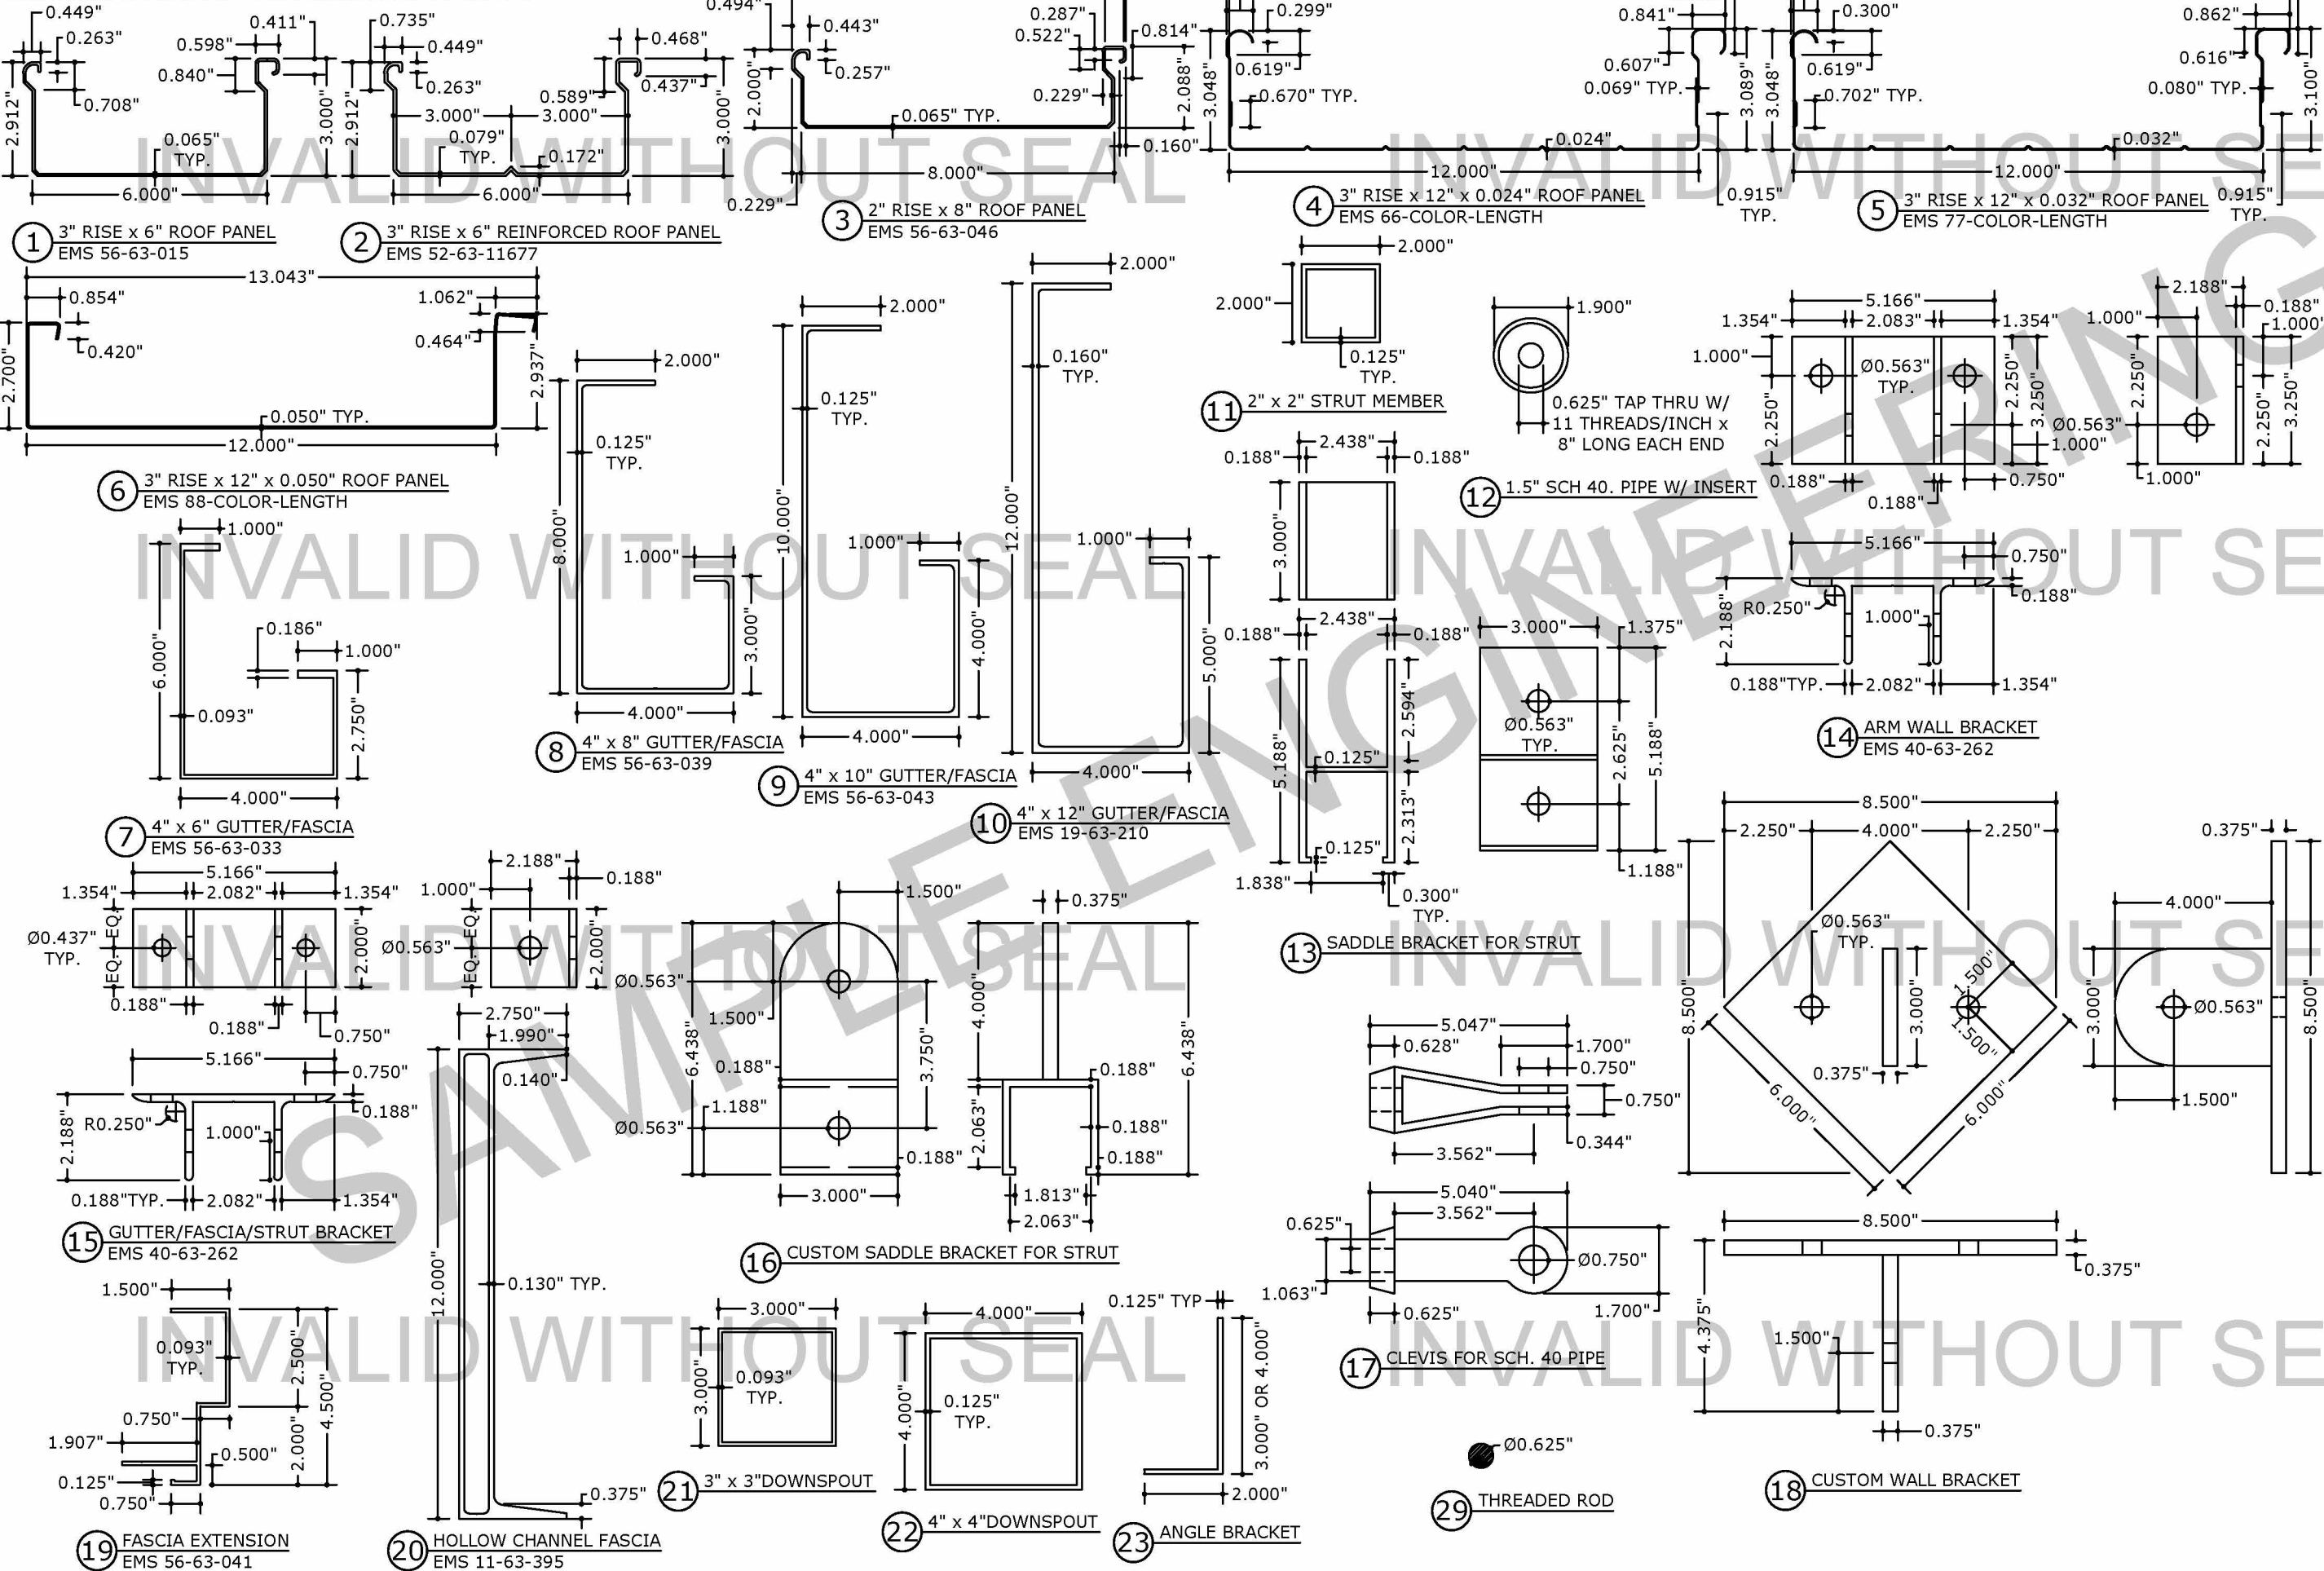 0.449"
0.263"
0.708"
2.912"
0.065"
TYP.
6.000"
0.598"
0.411"
0.840"
3.000"
1
3" RISE x 6" ROOF PANEL
EMS 56-63-015
0.735"
0.449"
0.263"
2.912"
3.000"
3.000"
0.079"
TYP.
0.172"
0.589"
0.468"
0.437"
3.000"
6.000"
2
3" RISE x 6" REINFORCED ROOF PANEL
EMS 52-63-11677
0.494"
0.443"
0.257"
2.000"
0.065" TYP.
0.287"
0.522"
0.814"
2.088"
0.229"
0.160"
8.000"
0.229"
3
2" RISE x 8" ROOF PANEL
EMS 56-63-046
0.299"
0.619"
3.048"
0.670" TYP.
0.024"
0.841"
0.607"
0.069" TYP.
3.089"
12.000"
0.915"
TYP.
4
3" RISE x 12" x 0.024" ROOF PANEL
EMS 66-COLOR-LENGTH
0.300"
0.619"
3.048"
0.702" TYP.
0.032"
0.862"
0.616"
0.080" TYP.
3.100"
12.000"
0.915"
TYP.
5
3" RISE x 12" x 0.032" ROOF PANEL
EMS 77-COLOR-LENGTH
INVALID WITHOUT SEAL
INVALID WITHOUT SE
13.043"
0.854"
1.062"
0.420"
0.464"
2.700"
2.937"
0.050" TYP.
12.000"
6
3" RISE x 12" x 0.050" ROOF PANEL
EMS 88-COLOR-LENGTH
1.000"
6.000"
0.186"
1.000"
0.093"
2.750"
4.000"
7
4" x 6" GUTTER/FASCIA
EMS 56-63-033
2.000"
0.125"
TYP.
8.000"
1.000"
3.000"
4.000"
8
4" x 8" GUTTER/FASCIA
EMS 56-63-039
2.000"
0.125"
TYP.
10.000"
1.000"
4.000"
4.000"
9
4" x 10" GUTTER/FASCIA
EMS 56-63-043
2.000"
0.160"
TYP.
12.000"
1.000"
5.000"
4.000"
10
4" x 12" GUTTER/FASCIA
EMS 19-63-210
2.000"
2.000"
0.125"
TYP.
11
2" x 2" STRUT MEMBER
1.900"
0.625" TAP THRU W/
11 THREADS/INCH x
8" LONG EACH END
12
1.5" SCH 40. PIPE W/ INSERT
2.438"
0.188"
0.188"
3.000"
2.438"
0.188"
0.188"
5.188"
2.594"
0.125"
2.313"
0.125"
1.838"
0.300"
TYP.
3.000"
1.375"
Ø0.563"
TYP.
2.625"
5.188"
1.188"
13
SADDLE BRACKET FOR STRUT
5.166"
1.354"
2.083"
1.354"
1.000"
2.250"
Ø0.563"
TYP.
2.250"
3.250"
1.000"
0.188"
0.188"
0.750"
2.188"
0.188"
1.000"
1.000"
2.250"
Ø0.563"
1.000"
2.250"
3.250"
5.166"
0.750"
2.188"
R0.250"
1.000"
0.188"
0.188"TYP.
2.082"
1.354"
14
ARM WALL BRACKET
EMS 40-63-262
INVALID WITHOUT SEAL
INVALID WITHOUT SE
5.166"
1.354"
2.082"
1.354"
EQ
EQ
Ø0.437"
TYP.
2.000"
0.188"
0.188"
0.750"
2.188"
1.000"
0.188"
EQ
EQ
Ø0.563"
2.000"
5.166"
0.750"
2.188"
R0.250"
1.000"
0.188"
0.188"TYP.
2.082"
1.354"
15
GUTTER/FASCIA/STRUT BRACKET
EMS 40-63-262
1.500"
Ø0.563"
6.438"
1.500"
0.188"
3.750"
1.188"
Ø0.563"
0.188"
3.000"
0.375"
4.000"
6.438"
0.188"
2.063"
0.188"
0.188"
1.813"
2.063"
16
CUSTOM SADDLE BRACKET FOR STRUT
5.047"
0.628"
1.700"
0.750"
0.750"
0.344"
3.562"
5.040"
3.562"
0.625"
1.063"
Ø0.750"
0.625"
1.700"
17
CLEVIS FOR SCH. 40 PIPE
8.500"
2.250"
4.000"
2.250"
8.500"
Ø0.563"
TYP.
3.000"
1.500"
1.500"
0.375"
6.000"
6.000"
0.375"
4.000"
3.000"
Ø0.563"
8.500"
1.500"
8.500"
0.375"
4.375"
1.500"
0.375"
18
CUSTOM WALL BRACKET
INVALID WITHOUT SEAL
INVALID WITHOUT SE
1.500"
0.093"
TYP.
2.500"
4.500"
0.750"
1.907"
0.500"
2.000"
0.125"
0.750"
19
FASCIA EXTENSION
EMS 56-63-041
2.750"
1.990"
0.140"
12.000"
0.130" TYP.
0.375"
20
HOLLOW CHANNEL FASCIA
EMS 11-63-395
3.000"
3.000"
0.093"
TYP.
21
3" x 3"DOWNSPOUT
4.000"
4.000"
0.125"
TYP.
22
4" x 4"DOWNSPOUT
0.125" TYP
3.000" OR 4.000"
2.000"
23
ANGLE BRACKET
Ø0.625"
29
THREADED ROD
INVALID WITHOUT SEAL
INVALID WITHOUT SE
SAMPLE ENGINEERING